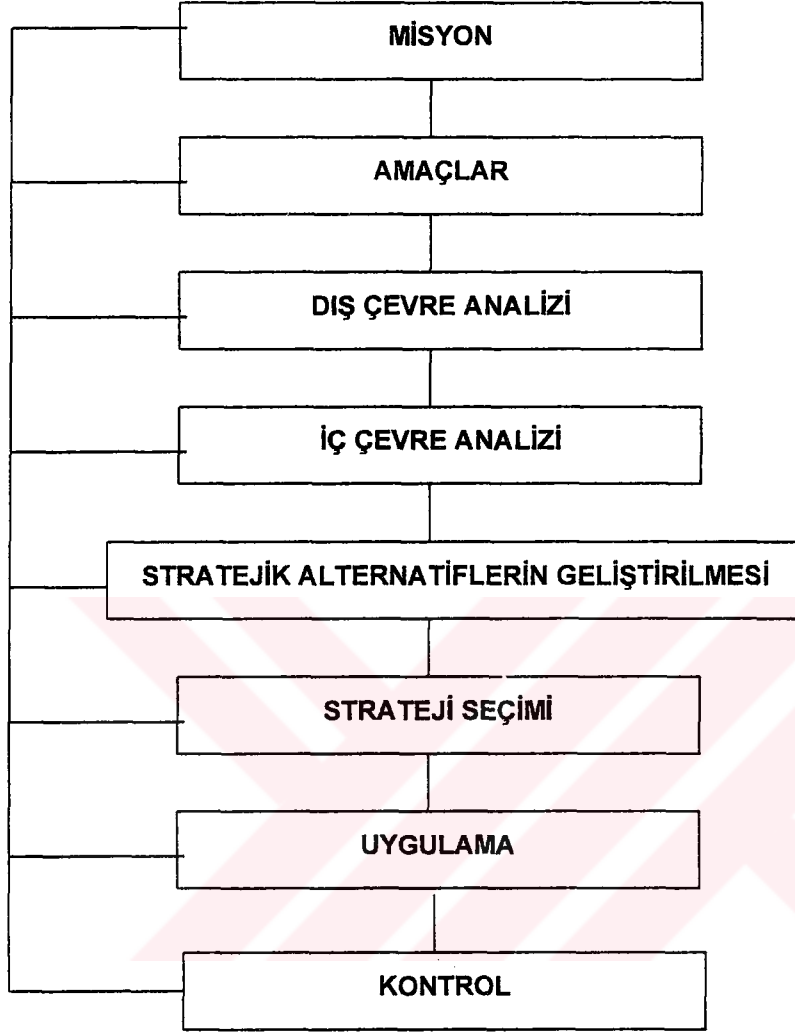 MİSYON
AMAÇLAR
DIŞ ÇEVRE ANALİZİ
İÇ ÇEVRE ANALİZİ
STRATEJİK ALTERNATİFLERİN GELİŞTİRİLMESİ
STRATEJİ SEÇİMİ
UYGULAMA
KONTROL